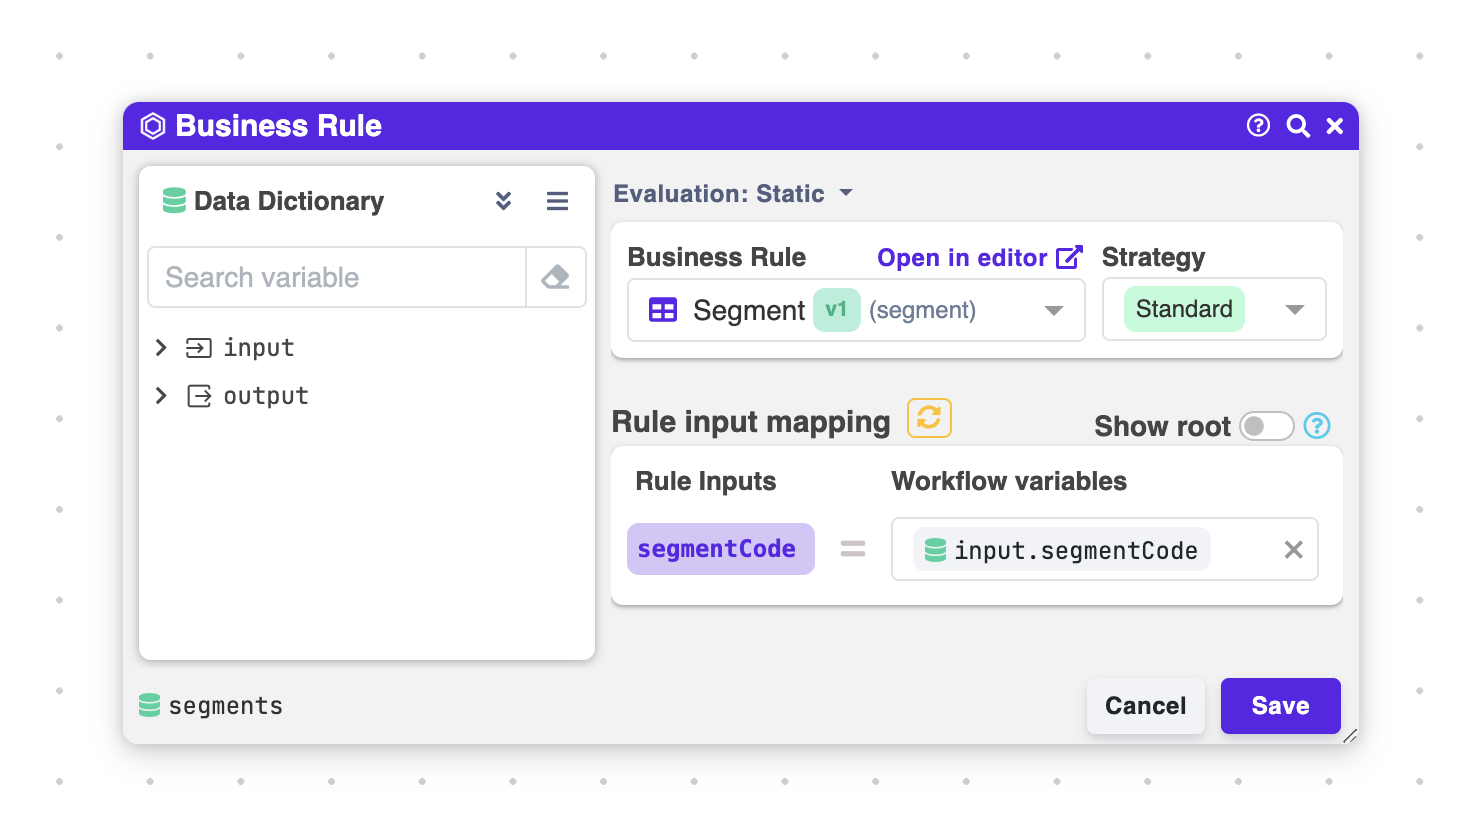 Business Rule
Data Dictionary
Search variable
input
output
segments
Evaluation: Static
Business Rule
Open in editor
Strategy
Segment v1 (segment)
Standard
Rule input mapping
Show root
Rule Inputs
Workflow variables
segmentCode = input.segmentCode
Cancel
Save